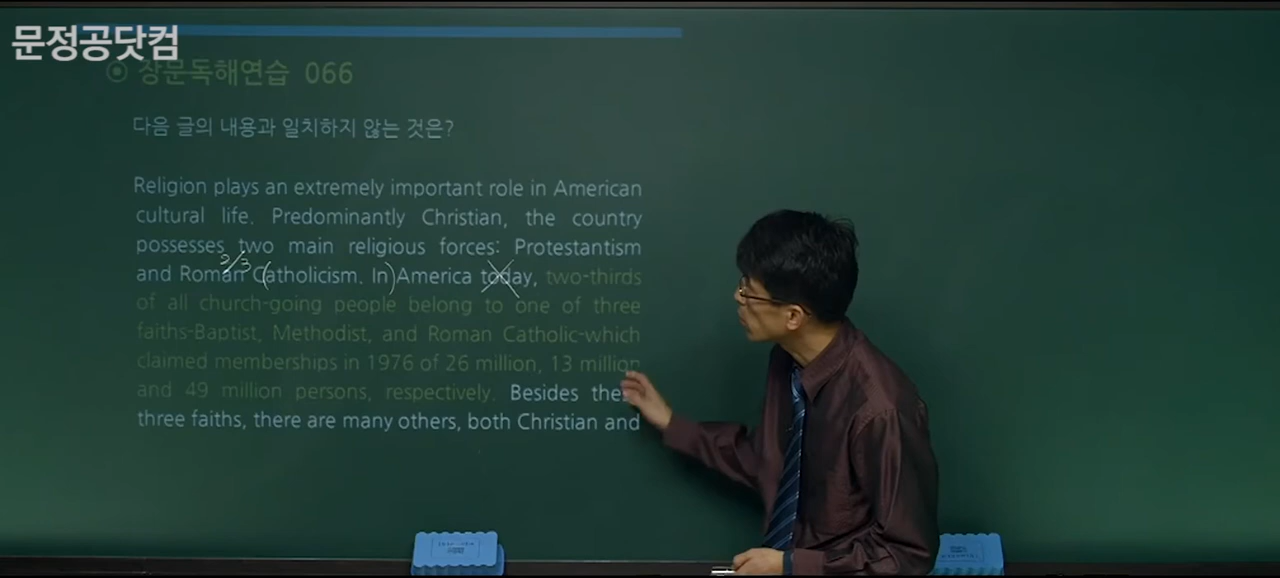 문정공닷컴
장문독해연습 066
다음 글의 내용과 일치하지 않는 것은?
Religion plays an extremely important role in American
cultural life. Predominantly Christian, the country
possesses two main religious forces: Protestantism
2/3
and Roman Catholicism. In America today, two-thirds
of all church-going people belong to one of three
faiths-Baptist, Methodist, and Roman Catholic-which
claimed memberships in 1976 of 26 million, 13 million
and 49 million persons, respectively. Besides
three faiths, there are many others, both Christian and